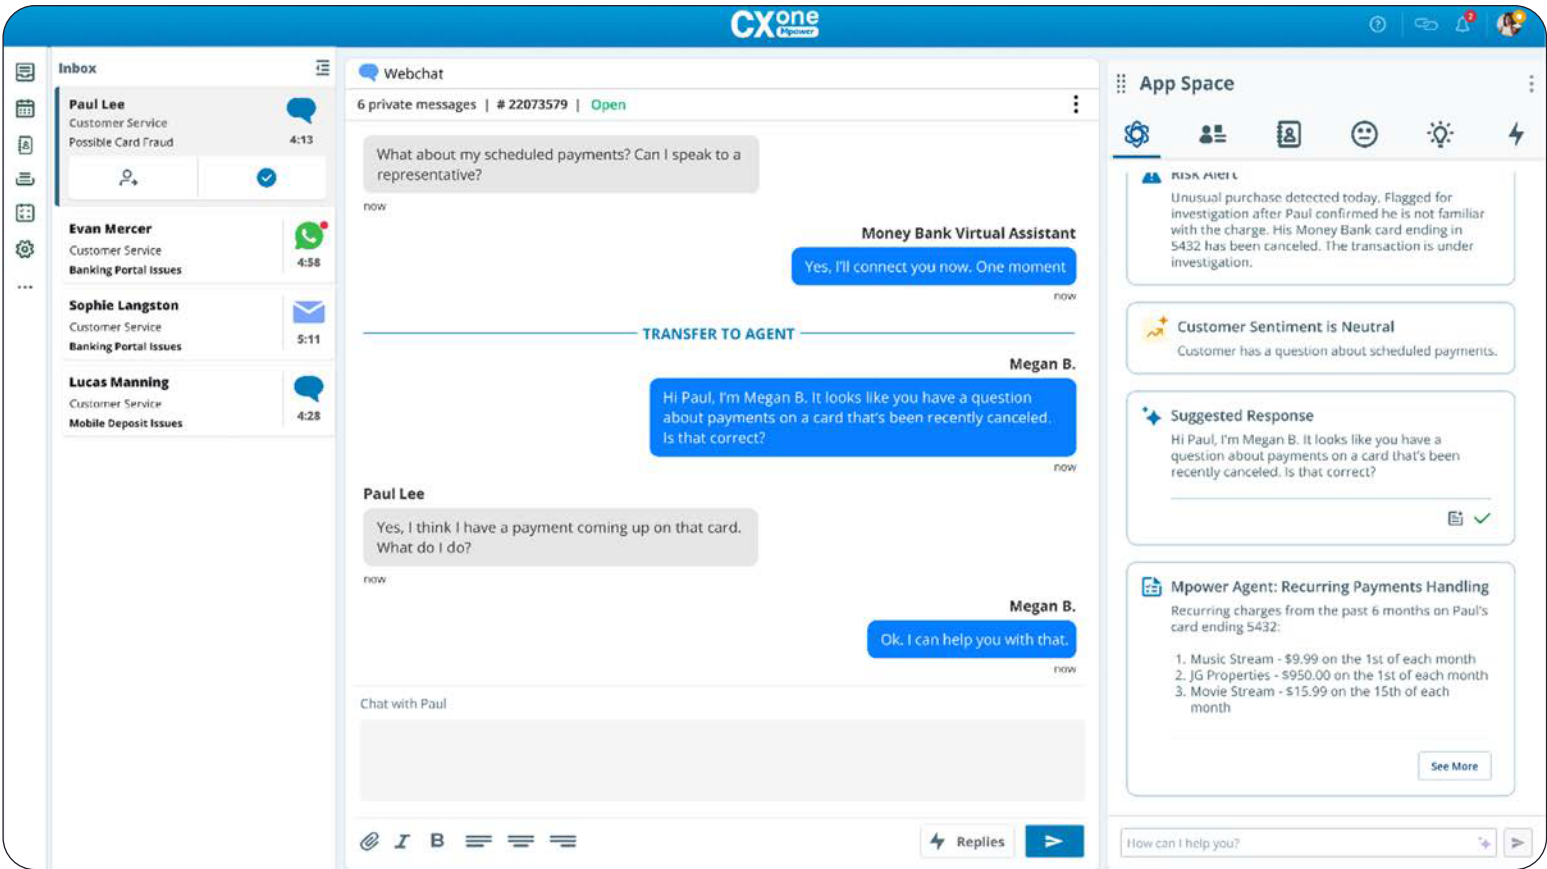 CXone
Mpower
2
Inbox
Paul Lee
Customer Service
Possible Card Fraud
4:13
Evan Mercer
Customer Service
4:58
Banking Portal Issues
Sophie Langston
Customer Service
5:11
Banking Portal Issues
Lucas Manning
Customer Service
4:28
Mobile Deposit Issues
Webchat
6 private messages | # 22073579 | Open
What about my scheduled payments? Can I speak to a
representative?
now
Money Bank Virtual Assistant
Yes, I'll connect you now. One moment
now
TRANSFER TO AGENT
Megan B.
Hi Paul, I'm Megan B. It looks like you have a question
about payments on a card that's been recently canceled.
Is that correct?
now
Paul Lee
Yes, I think I have a payment coming up on that card.
What do I do?
now
Megan B.
Ok. I can help you with that.
now
Chat with Paul
I B
Replies
App Space
Risk Alert
Unusual purchase detected today. Flagged for
investigation after Paul confirmed he is not familiar
with the charge. His Money Bank card ending in
5432 has been canceled. The transaction is under
investigation.
Customer Sentiment is Neutral
Customer has a question about scheduled payments.
Suggested Response
Hi Paul, I'm Megan B. It looks like you have a
question about payments on a card that's been
recently canceled. Is that correct?
Mpower Agent: Recurring Payments Handling
Recurring charges from the past 6 months on Paul's
card ending 5432:
1. Music Stream - $9.99 on the 1st of each month
2. JG Properties - $950.00 on the 1st of each month
3. Movie Stream - $15.99 on the 15th of each
month
See More
How can I help you?